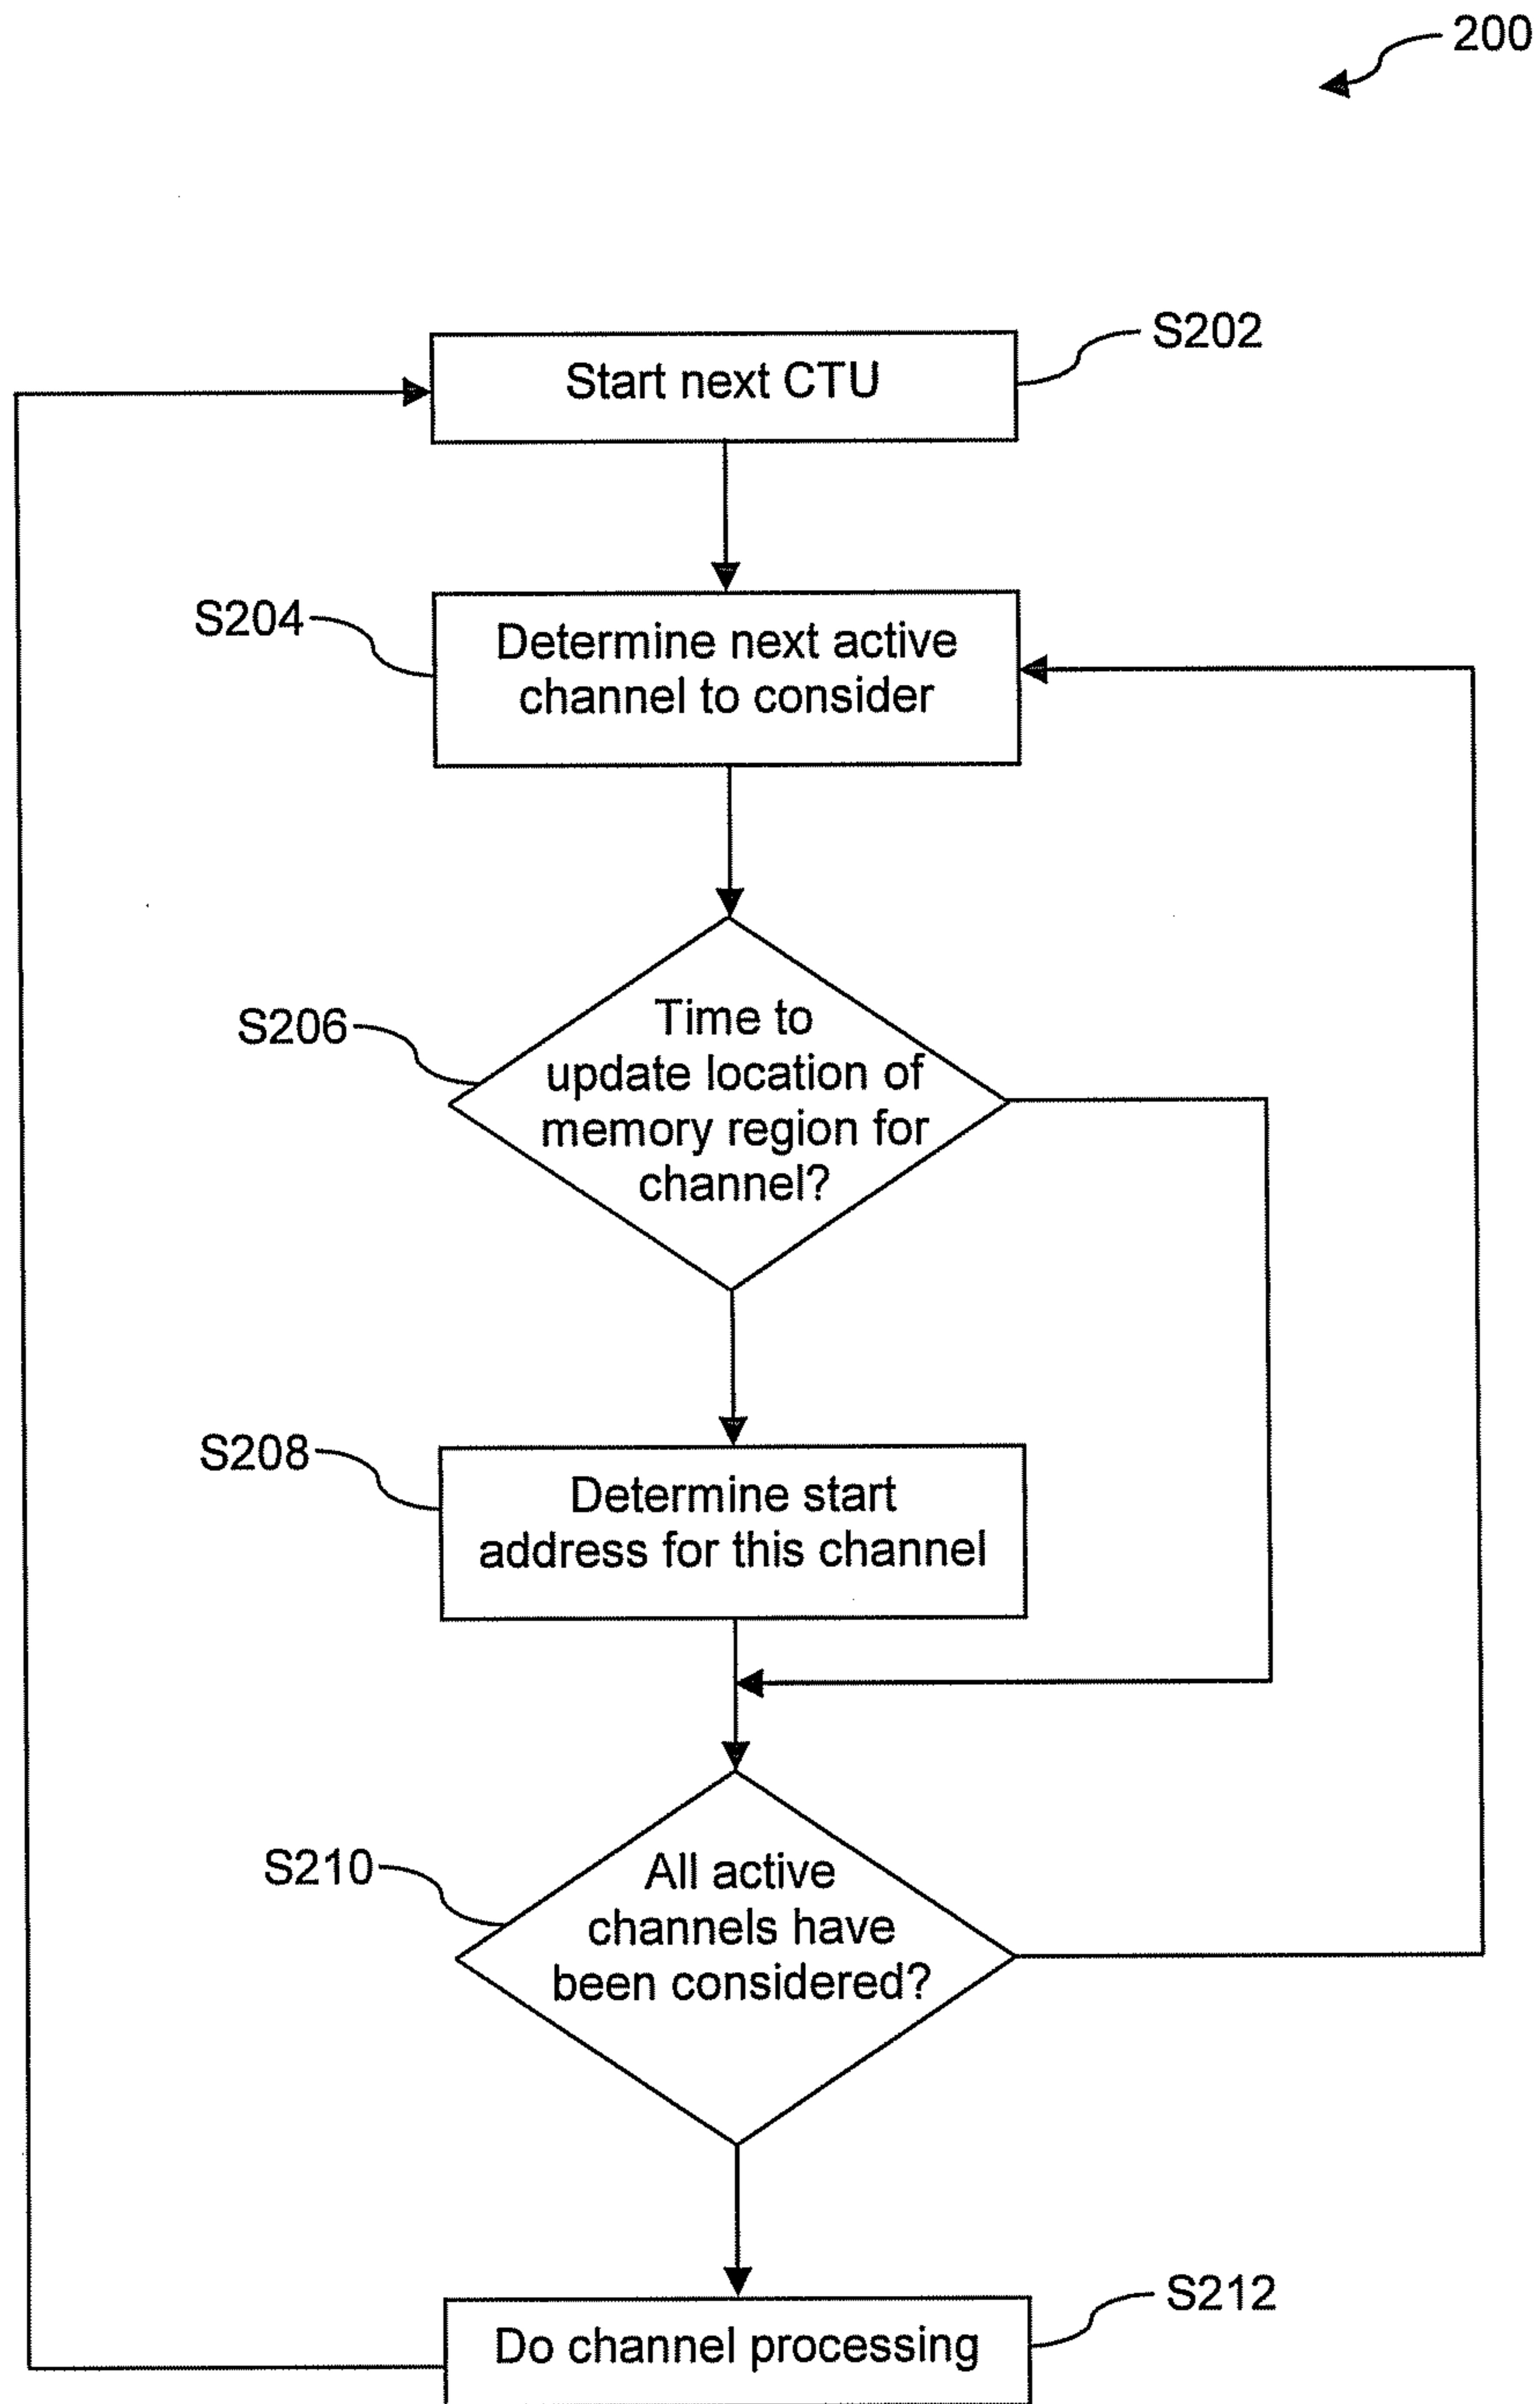 200
S202
Start next CTU
S204
Determine next active
channel to consider
S206
Time to
update location of
memory region for
channel?
S208
Determine start
address for this channel
S210
All active
channels have
been considered?
S212
Do channel processing